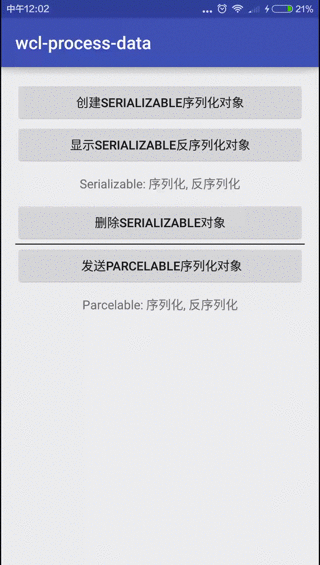 中午12:02
21%
wcl-process-data
创建SERIALIZABLE序列化对象
显示SERIALIZABLE反序列化对象
Serializable: 序列化, 反序列化
删除SERIALIZABLE对象
发送PARCELABLE序列化对象
Parcelable: 序列化, 反序列化